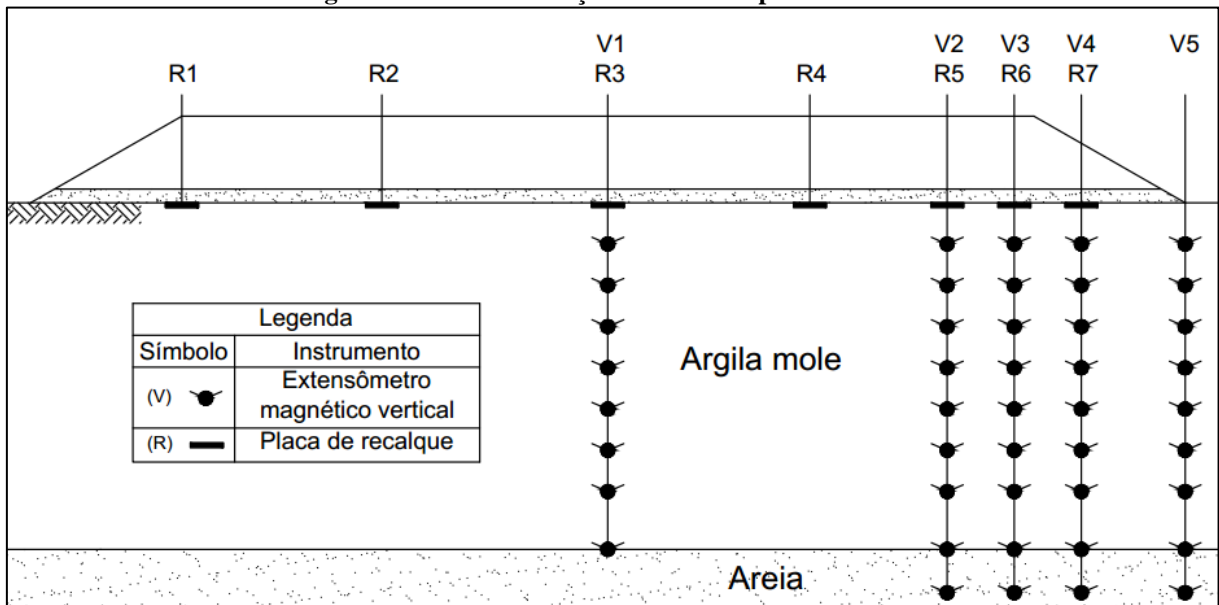 V1 V2 V3 V4 V5
R1 R2 R3 R4 R5 R6 R7
Legenda
Símbolo Instrumento
(V) Extensômetro
magnético vertical
(R) Placa de recalque
Argila mole
Areia